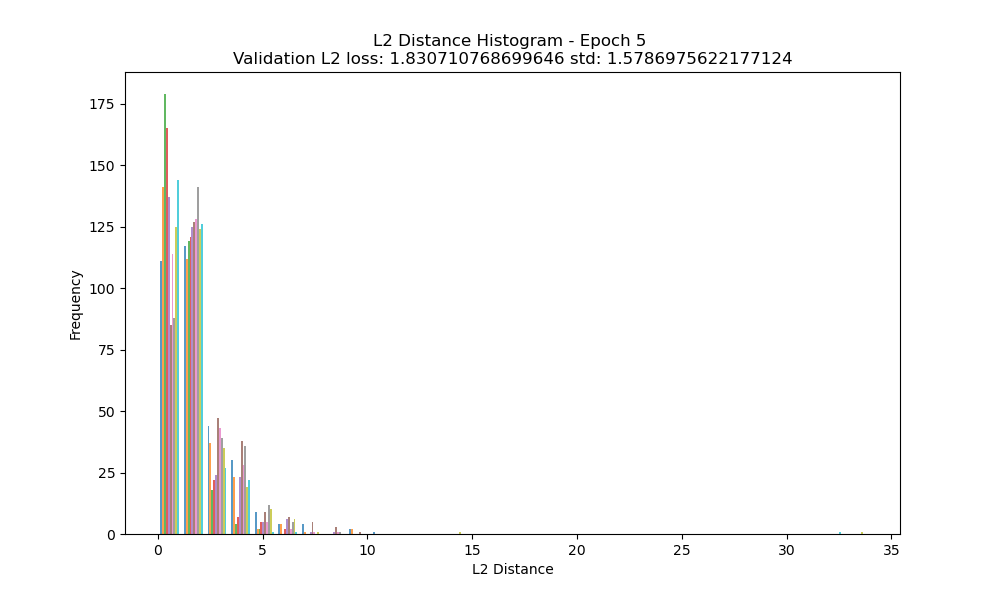 L2 Distance Histogram - Epoch 5
Validation L2 loss: 1.830710768699646 std: 1.5786975622177124
175
150
125
100
75
50
25
0
Frequency
0 5 10 15 20 25 30 35
L2 Distance